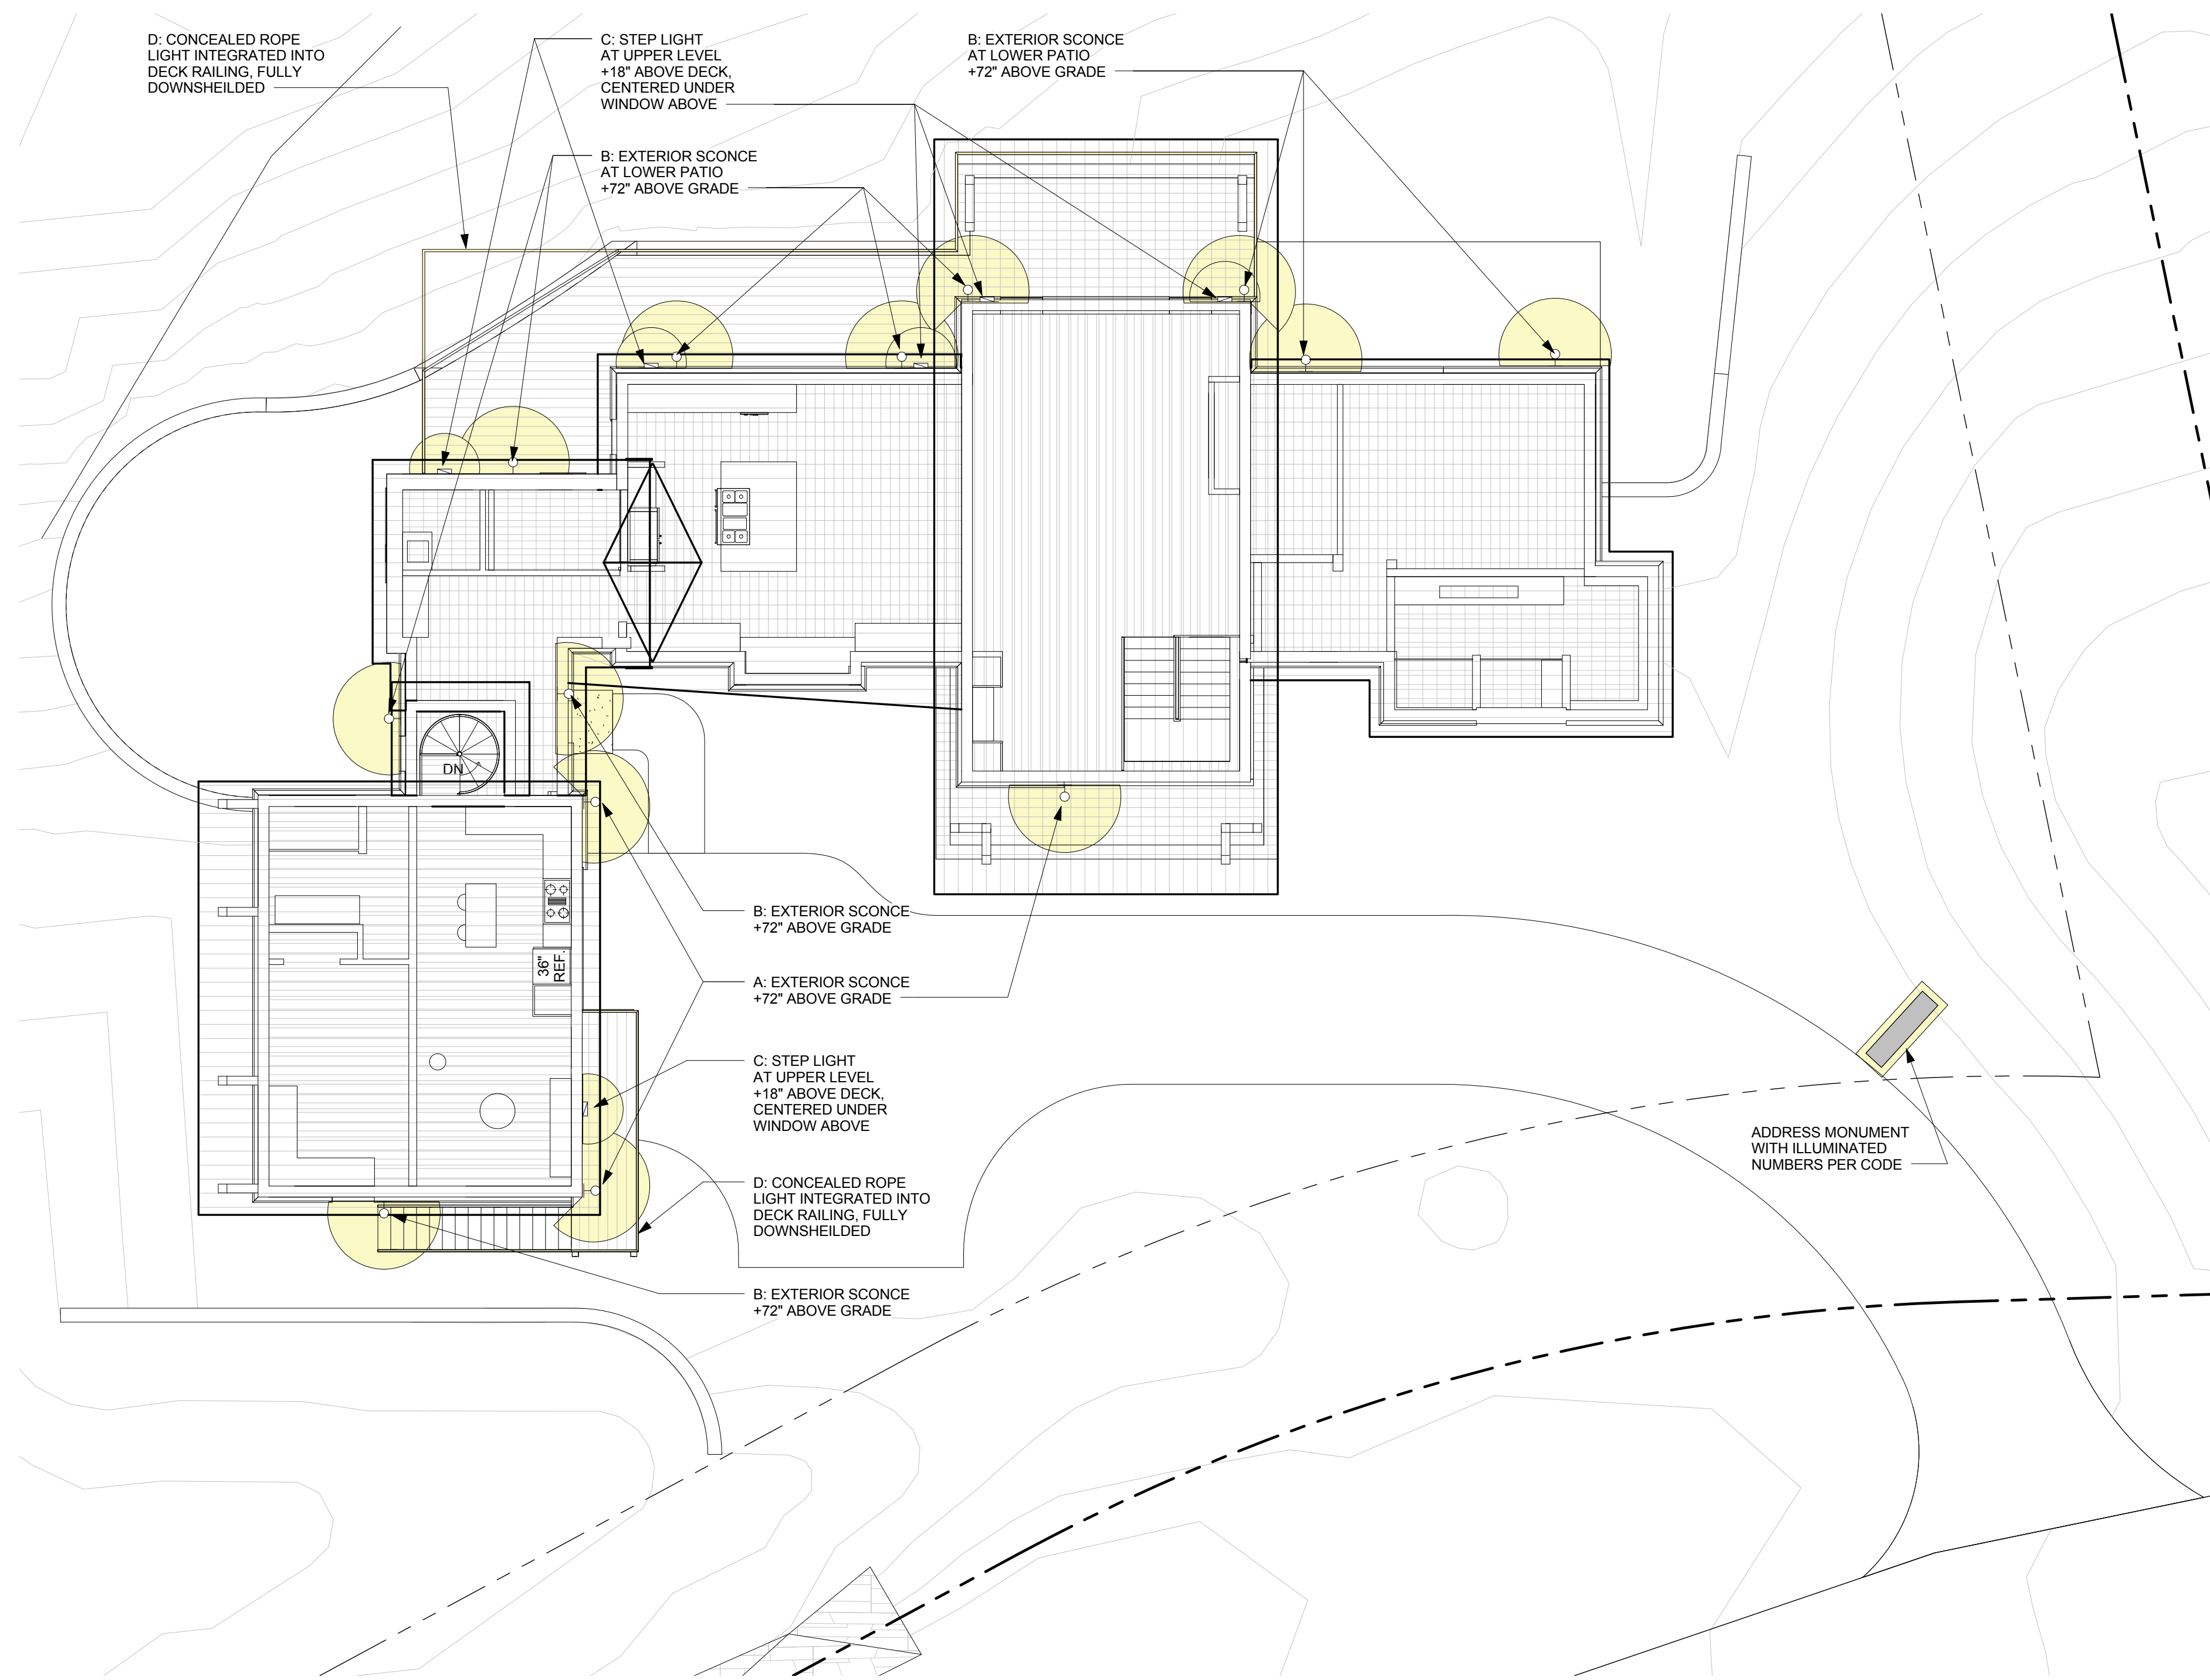 D: CONCEALED ROPE
LIGHT INTEGRATED INTO
DECK RAILING, FULLY
DOWNSHEILDED
C: STEP LIGHT
AT UPPER LEVEL
+18" ABOVE DECK,
CENTERED UNDER
WINDOW ABOVE
B: EXTERIOR SCONCE
AT LOWER PATIO
+72" ABOVE GRADE
B: EXTERIOR SCONCE
AT LOWER PATIO
+72" ABOVE GRADE
DN
36"
REF.
B: EXTERIOR SCONCE
+72" ABOVE GRADE
A: EXTERIOR SCONCE
+72" ABOVE GRADE
C: STEP LIGHT
AT UPPER LEVEL
+18" ABOVE DECK,
CENTERED UNDER
WINDOW ABOVE
D: CONCEALED ROPE
LIGHT INTEGRATED INTO
DECK RAILING, FULLY
DOWNSHEILDED
B: EXTERIOR SCONCE
+72" ABOVE GRADE
ADDRESS MONUMENT
WITH ILLUMINATED
NUMBERS PER CODE